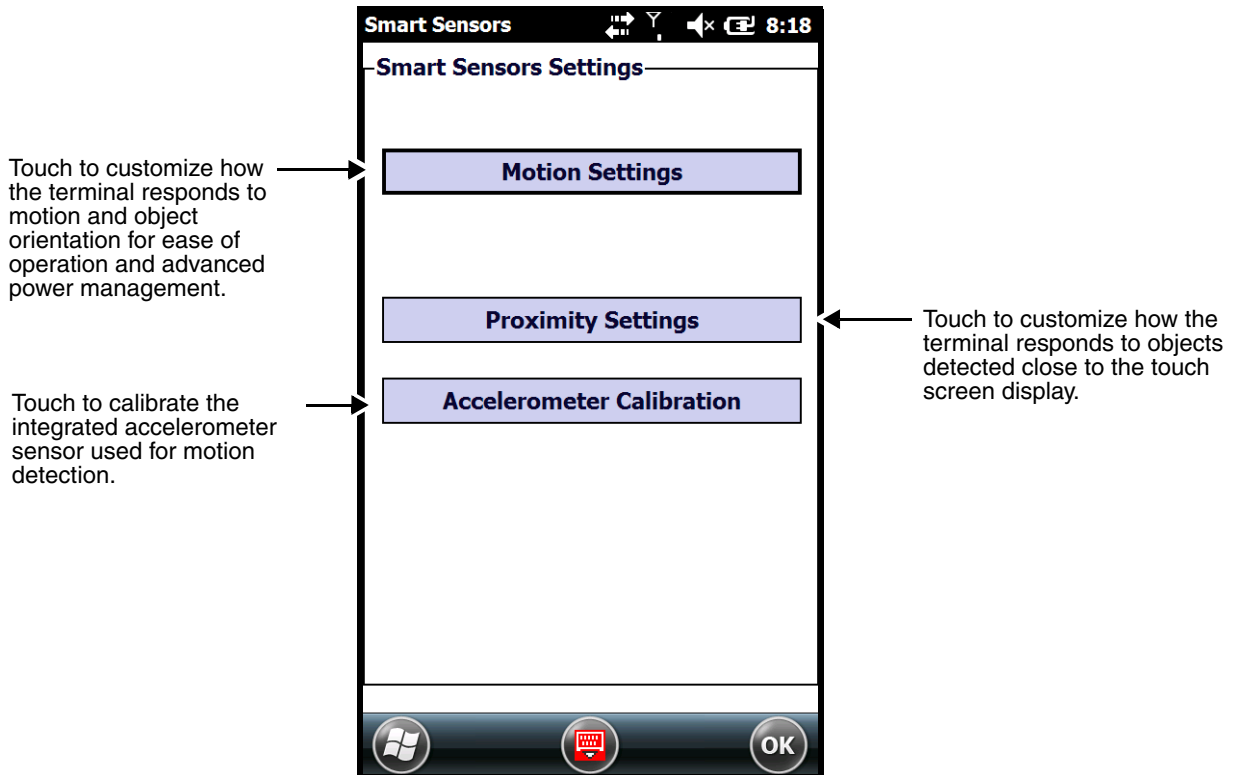 Smart Sensors 8:18
Smart Sensors Settings
Touch to customize how
the terminal responds to
motion and object
orientation for ease of
operation and advanced
power management.
Motion Settings
Proximity Settings
Touch to customize how the
terminal responds to objects
detected close to the touch
screen display.
Touch to calibrate the
integrated accelerometer
sensor used for motion
detection.
Accelerometer Calibration
OK